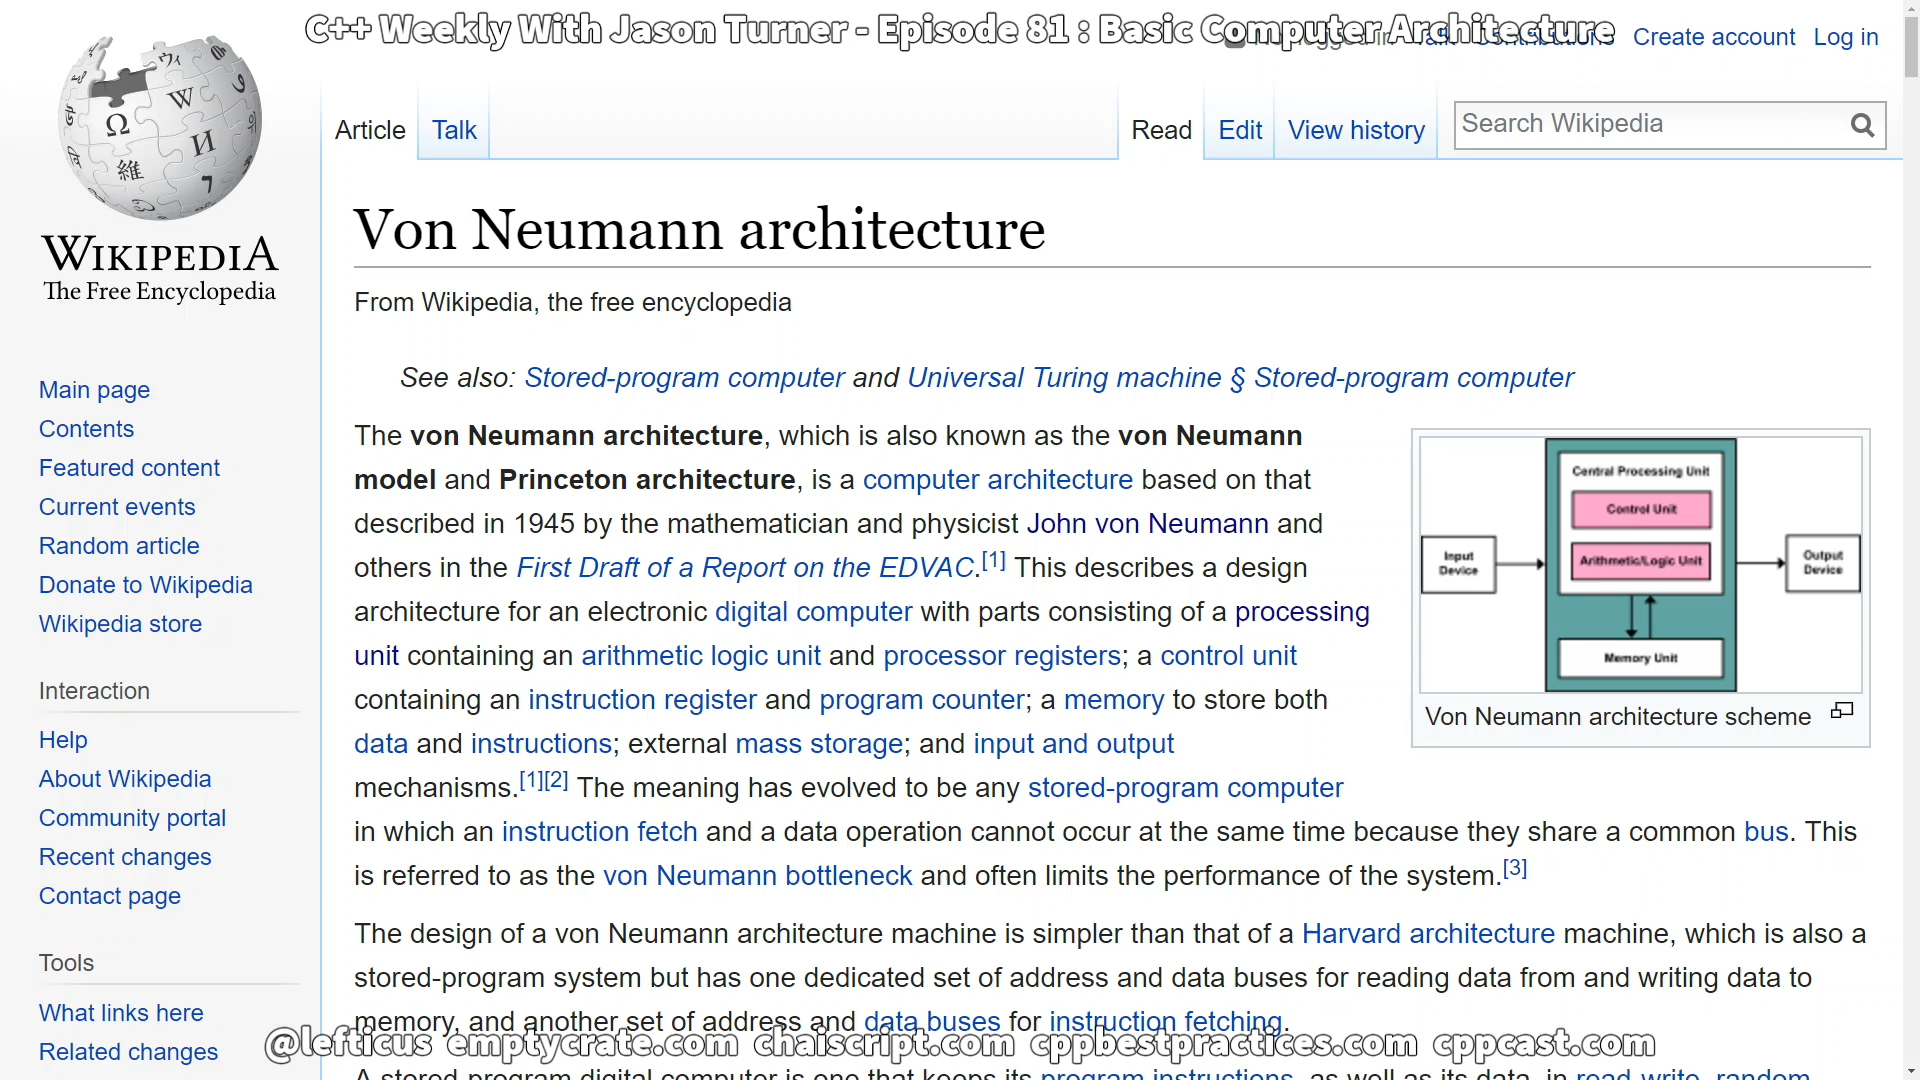 C++ Weekly With Jason Turner - Episode 81 : Basic Computer Architecture
Create account Log in
Article Talk Read Edit View history Search Wikipedia
WIKIPEDIA
The Free Encyclopedia
Main page
Contents
Featured content
Current events
Random article
Donate to Wikipedia
Wikipedia store
Interaction
Help
About Wikipedia
Community portal
Recent changes
Contact page
Tools
What links here
Related changes
Von Neumann architecture
From Wikipedia, the free encyclopedia
See also: Stored-program computer and Universal Turing machine § Stored-program computer
The von Neumann architecture, which is also known as the von Neumann
model and Princeton architecture, is a computer architecture based on that
described in 1945 by the mathematician and physicist John von Neumann and
others in the First Draft of a Report on the EDVAC.[1] This describes a design
architecture for an electronic digital computer with parts consisting of a processing
unit containing an arithmetic logic unit and processor registers; a control unit
containing an instruction register and program counter; a memory to store both
data and instructions; external mass storage; and input and output
mechanisms.[1][2] The meaning has evolved to be any stored-program computer
in which an instruction fetch and a data operation cannot occur at the same time because they share a common bus. This
is referred to as the von Neumann bottleneck and often limits the performance of the system.[3]
Central Processing Unit
Control Unit
Arithmetic/Logic Unit
Input
Device
Output
Device
Memory Unit
Von Neumann architecture scheme
The design of a von Neumann architecture machine is simpler than that of a Harvard architecture machine, which is also a
stored-program system but has one dedicated set of address and data buses for reading data from and writing data to
memory, and another set of address and data buses for instruction fetching.
@lefticus emptycrate.com chaiscript.com cppbestpractices.com cppcast.com
A stored-program digital computer is one that keeps its program instructions, as well as its data, in read-write, random